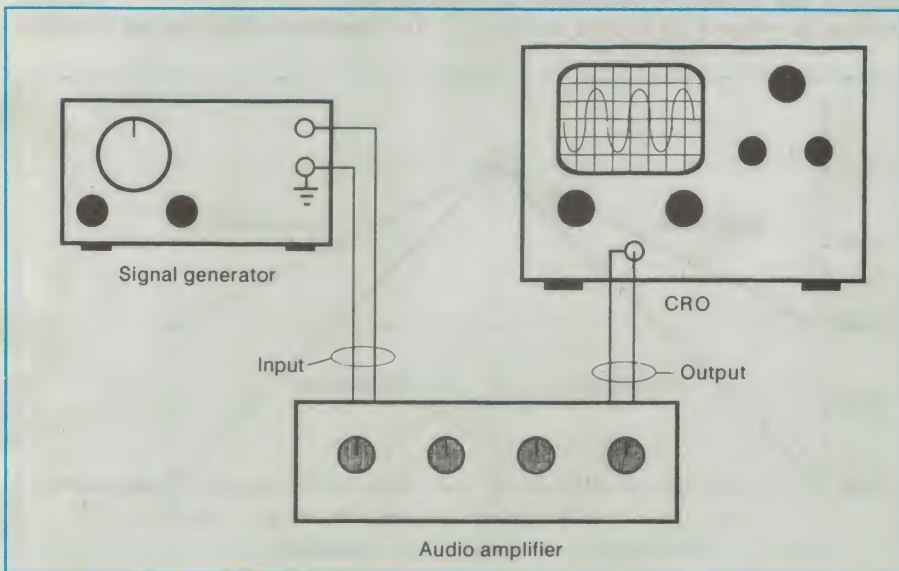 Signal generator
CRO
Input
Output
Audio amplifier